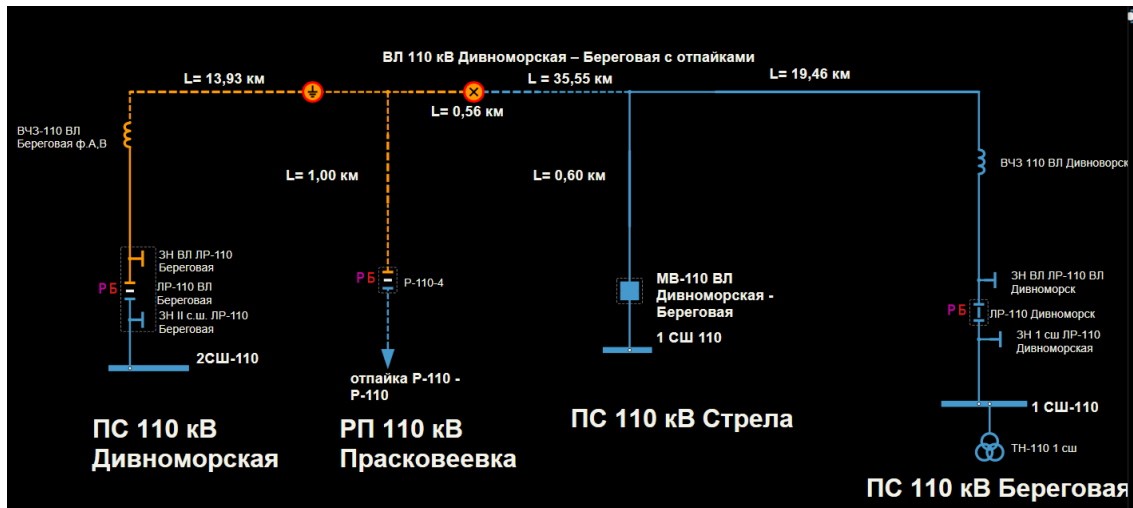 ВЛ 110 кВ Дивноморская – Береговая с отпайками
L= 13,93 км
L = 35,55 км
L= 19,46 км
L= 0,56 км
ВЧЗ-110 ВЛ
Береговая ф.А,В
ВЧЗ 110 ВЛ Дивноворск
L= 1,00 км
L= 0,60 км
ЗН ВЛ ЛР-110
Береговая
Р Б
ЛР-110 ВЛ
Береговая
ЗН II с.ш. ЛР-110
Береговая
2СШ-110
Р Б
Р-110-4
отпайка Р-110 -
Р-110
МВ-110 ВЛ
Дивноморская -
Береговая
1 СШ 110
ЗН ВЛ ЛР-110 ВЛ
Дивноморск
Р Б
ЛР-110 Дивноморск
ЗН 1 сш ЛР-110
Дивноморская
1 СШ-110
ТН-110 1 сш
ПС 110 кВ
Дивноморская
РП 110 кВ
Прасковеевка
ПС 110 кВ Стрела
ПС 110 кВ Береговая